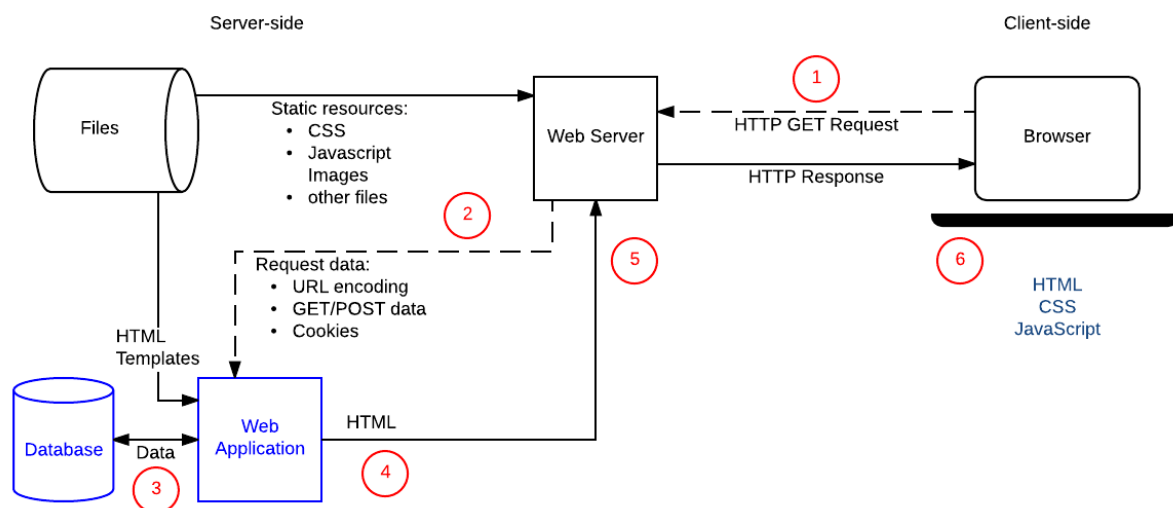 Server-side
Client-side
1
Files
Static resources:
• CSS
• Javascript
Images
• other files
Web Server
HTTP GET Request
HTTP Response
Browser
2
5
6
Request data:
• URL encoding
• GET/POST data
• Cookies
HTML
CSS
JavaScript
HTML
Templates
Database
Data
3
Web
Application
HTML
4